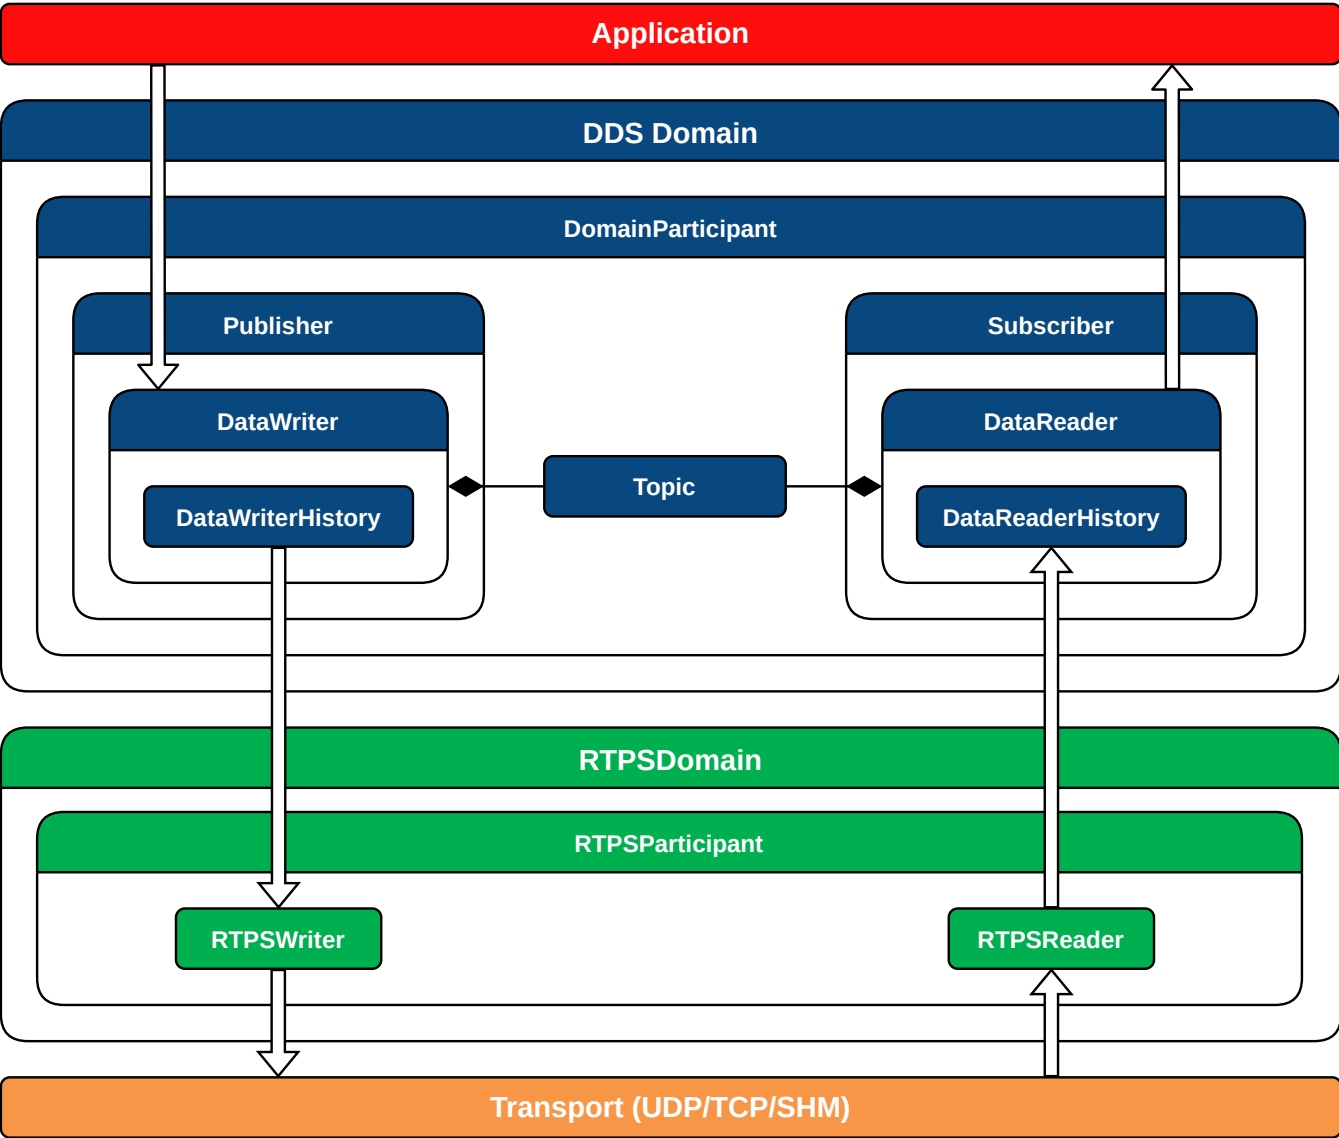 Application
DDS Domain
DomainParticipant
Publisher
Subscriber
DataWriter
DataReader
Topic
DataWriterHistory
DataReaderHistory
RTPSDomain
RTPSParticipant
RTPSWriter
RTPSReader
Transport (UDP/TCP/SHM)